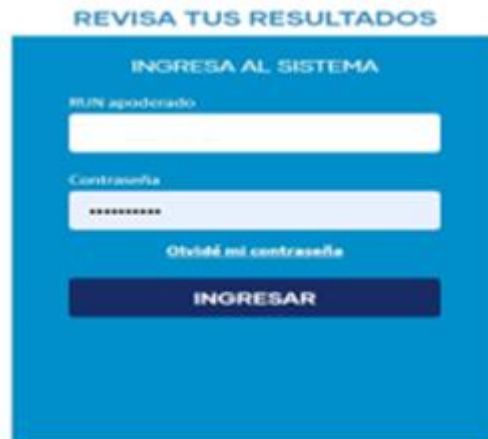 REVISA TUS RESULTADOS
INGRESA AL SISTEMA
RUN apoderado
Contraseña
••••••••••
Olvidé mi contraseña
INGRESAR